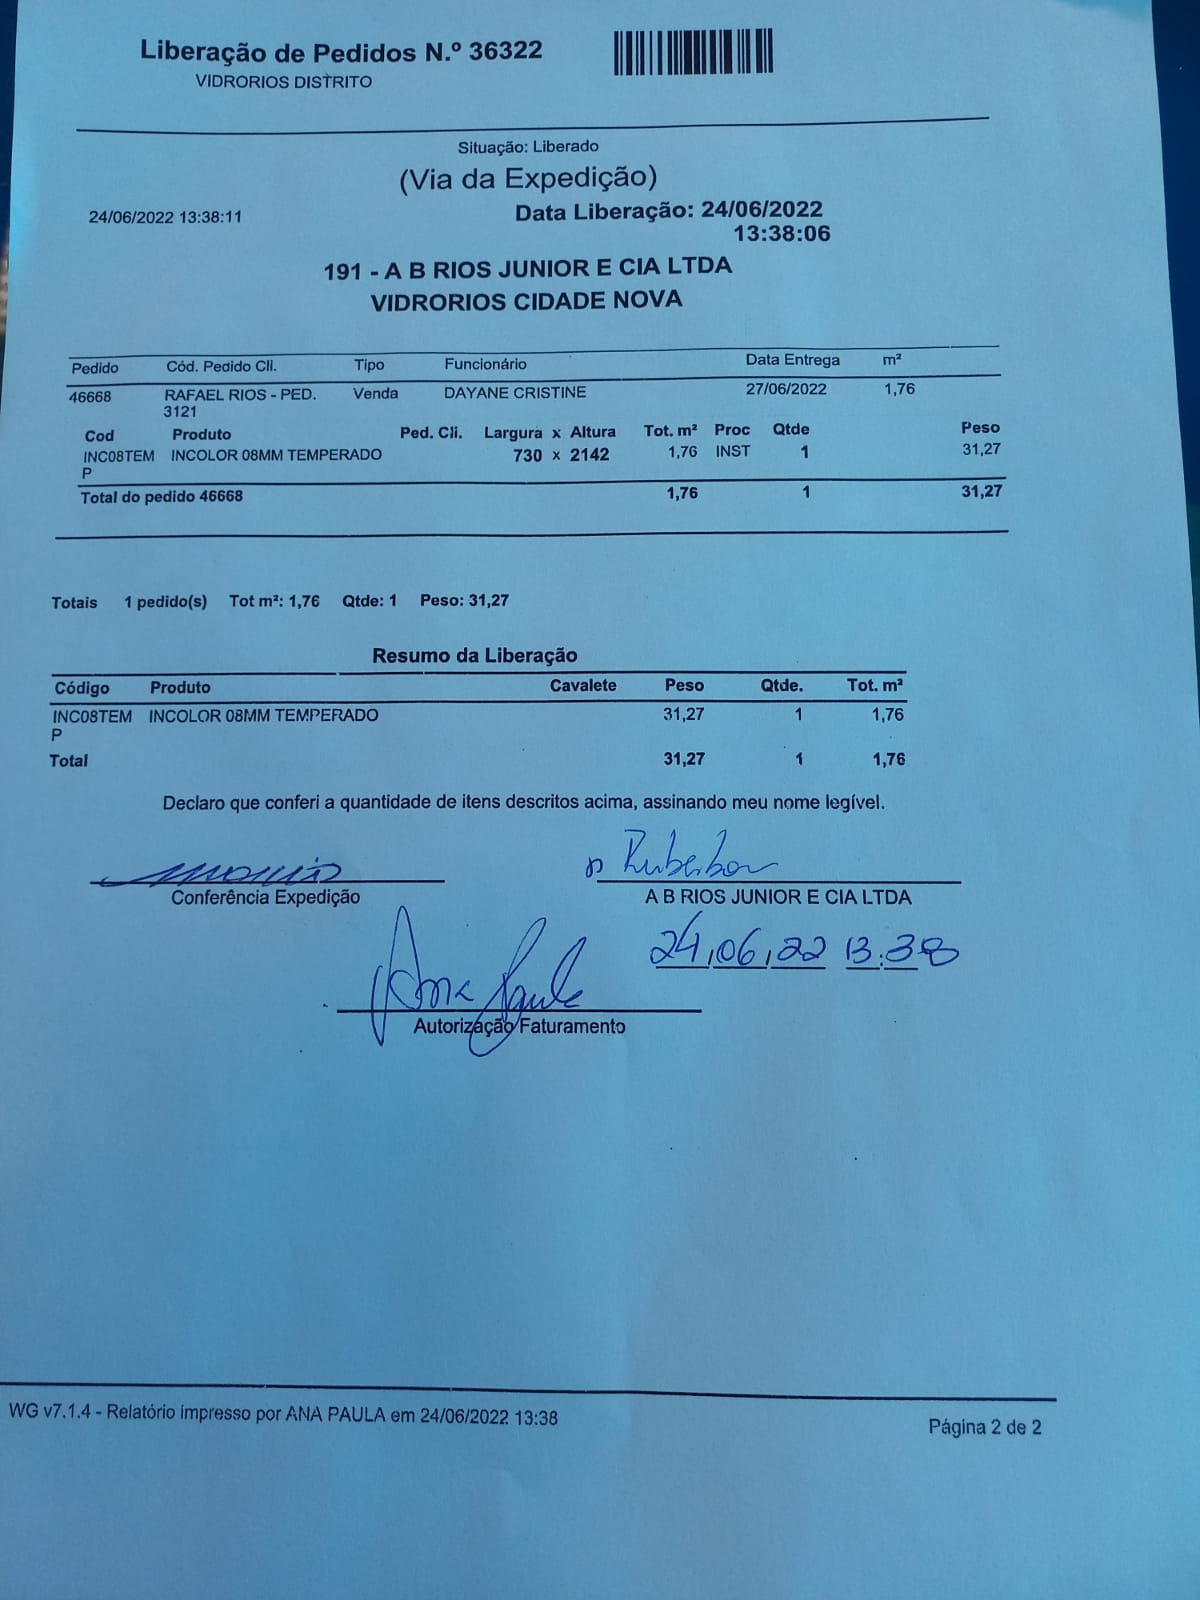 Liberação de Pedidos N.º 36322
VIDRORIOS DISTRITO
Situação: Liberado
(Via da Expedição)
24/06/2022 13:38:11 Data Liberação: 24/06/2022
13:38:06
191 - A B RIOS JUNIOR E CIA LTDA
VIDRORIOS CIDADE NOVA
Pedido Cód. Pedido Cli. Tipo Funcionário Data Entrega m²
46668 RAFAEL RIOS - PED. Venda DAYANE CRISTINE 27/06/2022 1,76
3121
Cod Produto Ped. Cli. Largura x Altura Tot. m² Proc Qtde Peso
INC08TEM INCOLOR 08MM TEMPERADO 730 x 2142 1,76 INST 1 31,27
P
Total do pedido 46668 1,76 1 31,27
Totais 1 pedido(s) Tot m²: 1,76 Qtde: 1 Peso: 31,27
Resumo da Liberação
Código Produto Cavalete Peso Qtde. Tot. m²
INC08TEM INCOLOR 08MM TEMPERADO 31,27 1 1,76
P
Total 31,27 1 1,76
Declaro que conferi a quantidade de itens descritos acima, assinando meu nome legível.
Conferência Expedição A B RIOS JUNIOR E CIA LTDA
24,06,22 13:38
Ana Paula
Autorização Faturamento
WG v7.1.4 - Relatório impresso por ANA PAULA em 24/06/2022 13:38
Página 2 de 2